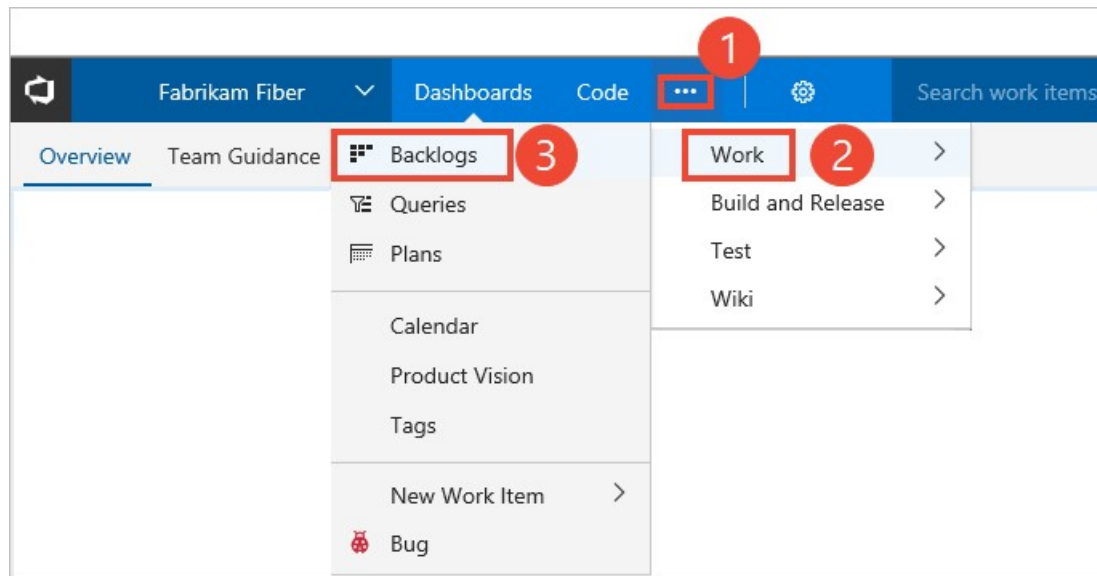 1
Fabrikam Fiber Dashboards Code ··· Search work items
Overview Team Guidance
Backlogs 3
Queries
Plans
Calendar
Product Vision
Tags
New Work Item
Bug
Work 2
Build and Release
Test
Wiki